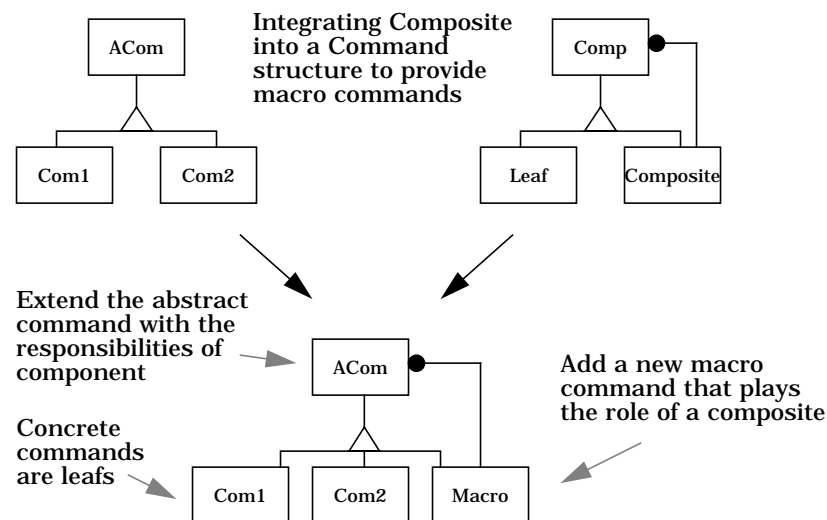 ACom
Integrating Composite
into a Command
structure to provide
macro commands
Comp
Com1
Com2
Leaf
Composite
Extend the abstract
command with the
responsibilities of
component
ACom
Add a new macro
command that plays
the role of a composite
Concrete
commands
are leafs
Com1
Com2
Macro